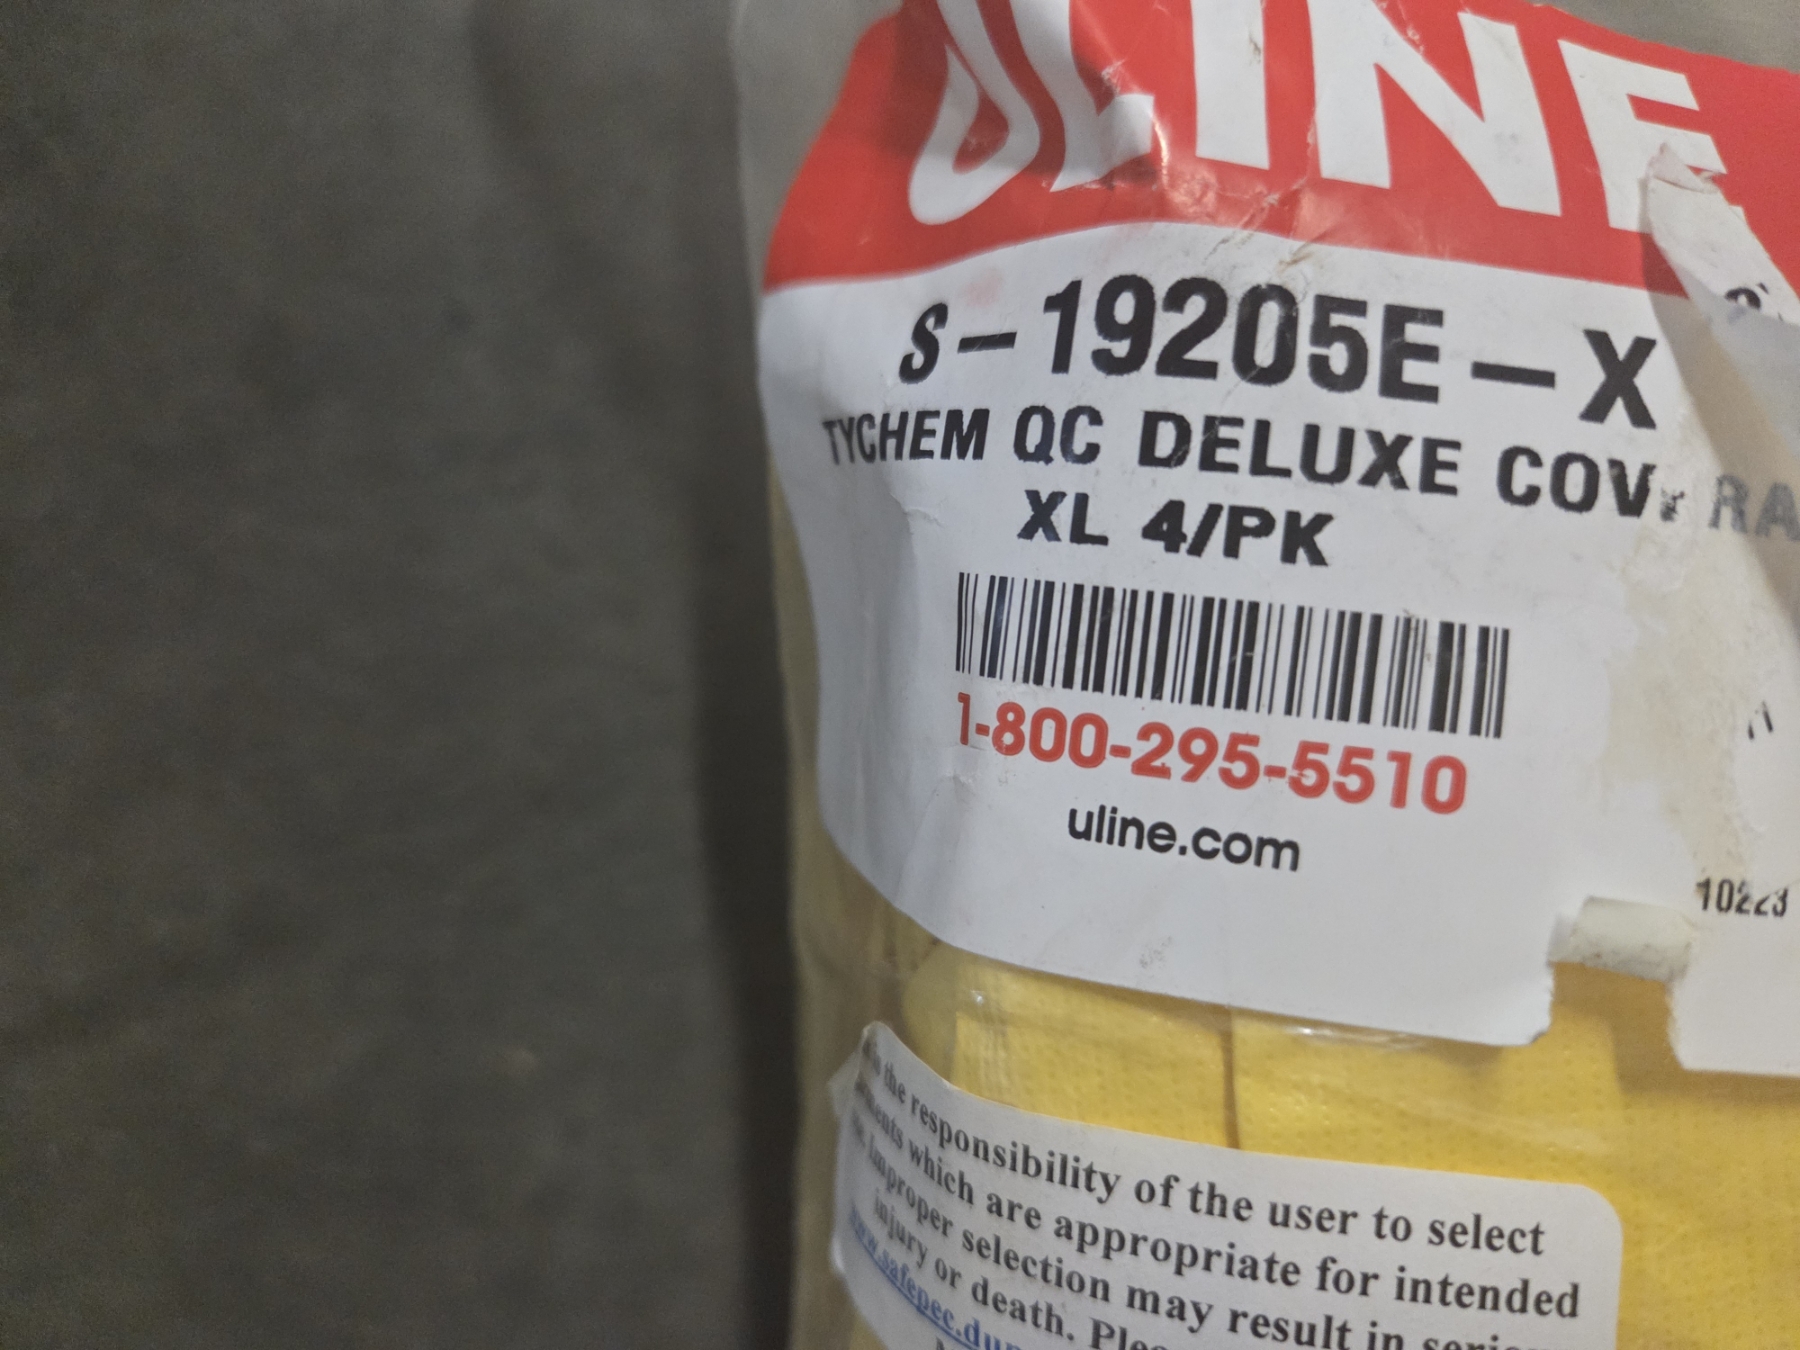 ULINE
S-19205E-X
TYCHEM QC DELUXE COV RA
XL 4/PK
1-800-295-5510
uline.com
10223
the responsibility of the user to select
which are appropriate for intended
improper selection may result in
injury or death.